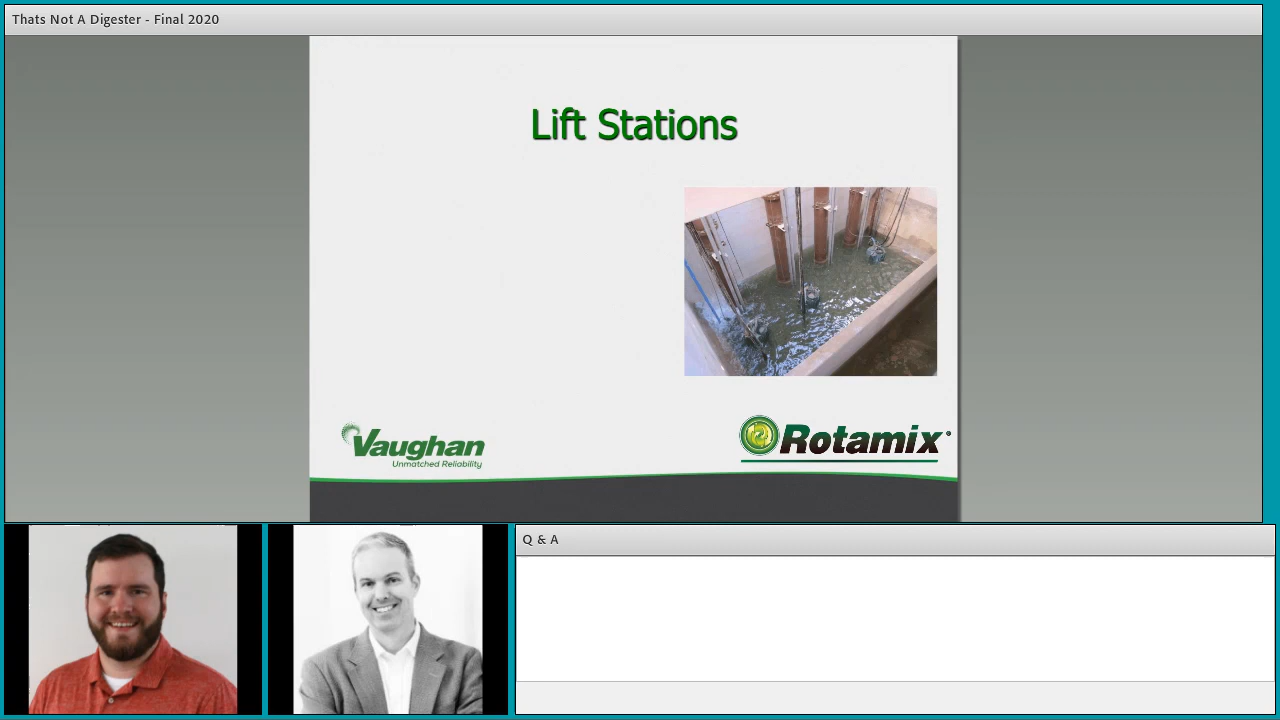 Thats Not A Digester - Final 2020
Lift Stations
Vaughan
Unmatched Reliability
Rotamix
Q & A